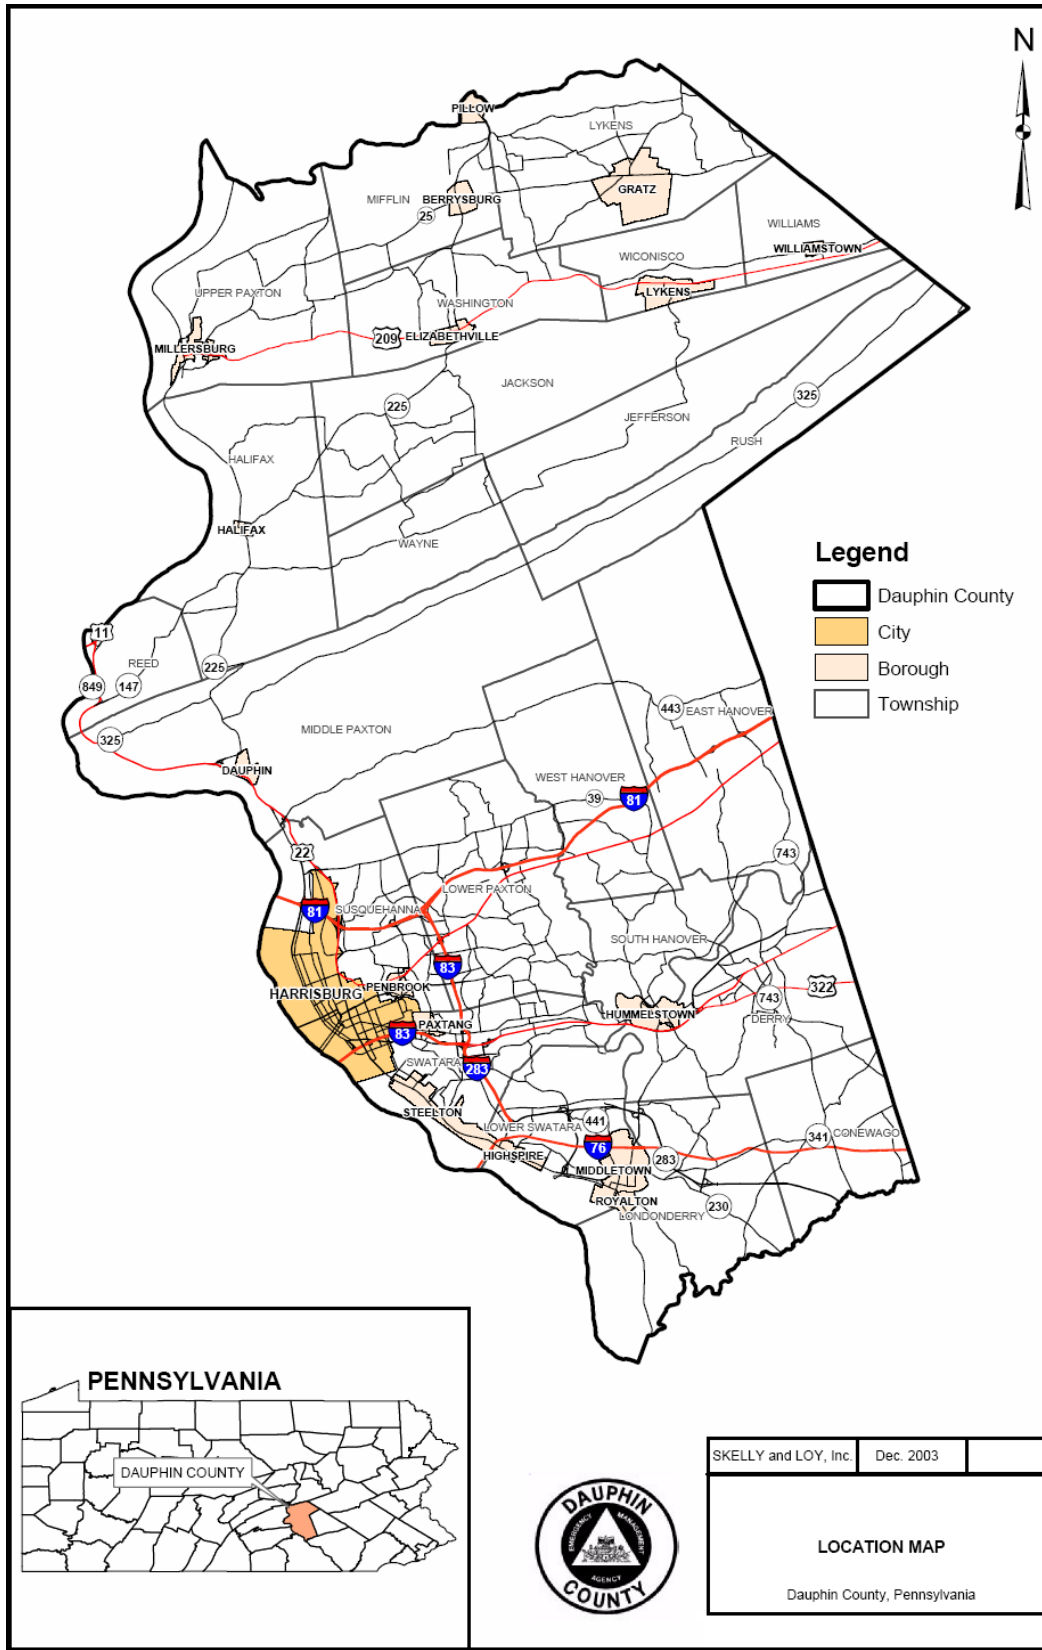 N
PILLOW
LYKENS
GRATZ
MIFFLIN
BERRYSBURG
25
WILLIAMS
WILLIAMSTOWN
WICONISCO
UPPER PAXTON
LYKENS
WASHINGTON
209
ELIZABETHVILLE
MILLERSBURG
JACKSON
225
325
JEFFERSON
RUSH
HALIFAX
HALIFAX
WAYNE
Legend
Dauphin County
City
Borough
Township
11
REED
225
849
147
443
EAST HANOVER
325
MIDDLE PAXTON
DAUPHIN
WEST HANOVER
39
81
22
743
LOWER PAXTON
81
SUSQUEHANNA
SOUTH HANOVER
83
HARRISBURG
PENBROOK
322
743
HUMMELSTOWN
DERRY
PAXTANG
83
SWATARA
283
STEELTON
441
LOWER SWATARA
341
CONEWAGO
HIGHSPIRE
76
283
MIDDLETOWN
ROYALTON
230
LONDONDERRY
PENNSYLVANIA
DAUPHIN COUNTY
DAUPHIN
EMERGENCY MANAGEMENT
AGENCY
COUNTY
SKELLY and LOY, Inc.
Dec. 2003
LOCATION MAP
Dauphin County, Pennsylvania